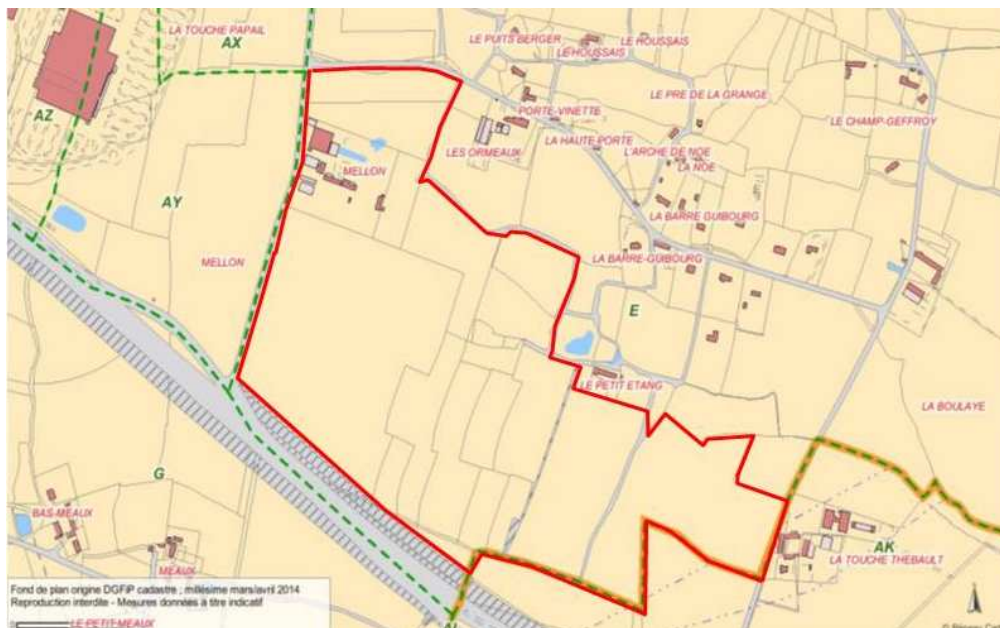 LA TOUCHE PAPAIL
AX
LE PUITS BERGER
LE HOUSSAIS
LE HOUSSAIS
AZ
LE PRE DE LA GRANGE
PORTE-VINETTE
LE CHAMP-GEFFROY
LA HAUTE PORTE
LES ORMEAUX
L'ARCHE DE NOE
LA NOE
MELLON
AY
LA BARRE GUIBOURG
MELLON
LA BARRE-GUIBOURG
E
LE PETIT ETANG
LA BOULAYE
G
BAS-MEAUX
AK
LA TOUCHE THEBAULT
MEAUX
Fond de plan origine DGFiP cadastre ; millésime mars/avril 2014
Reproduction interdite - Mesures données à titre indicatif
LE PETIT-MEAUX